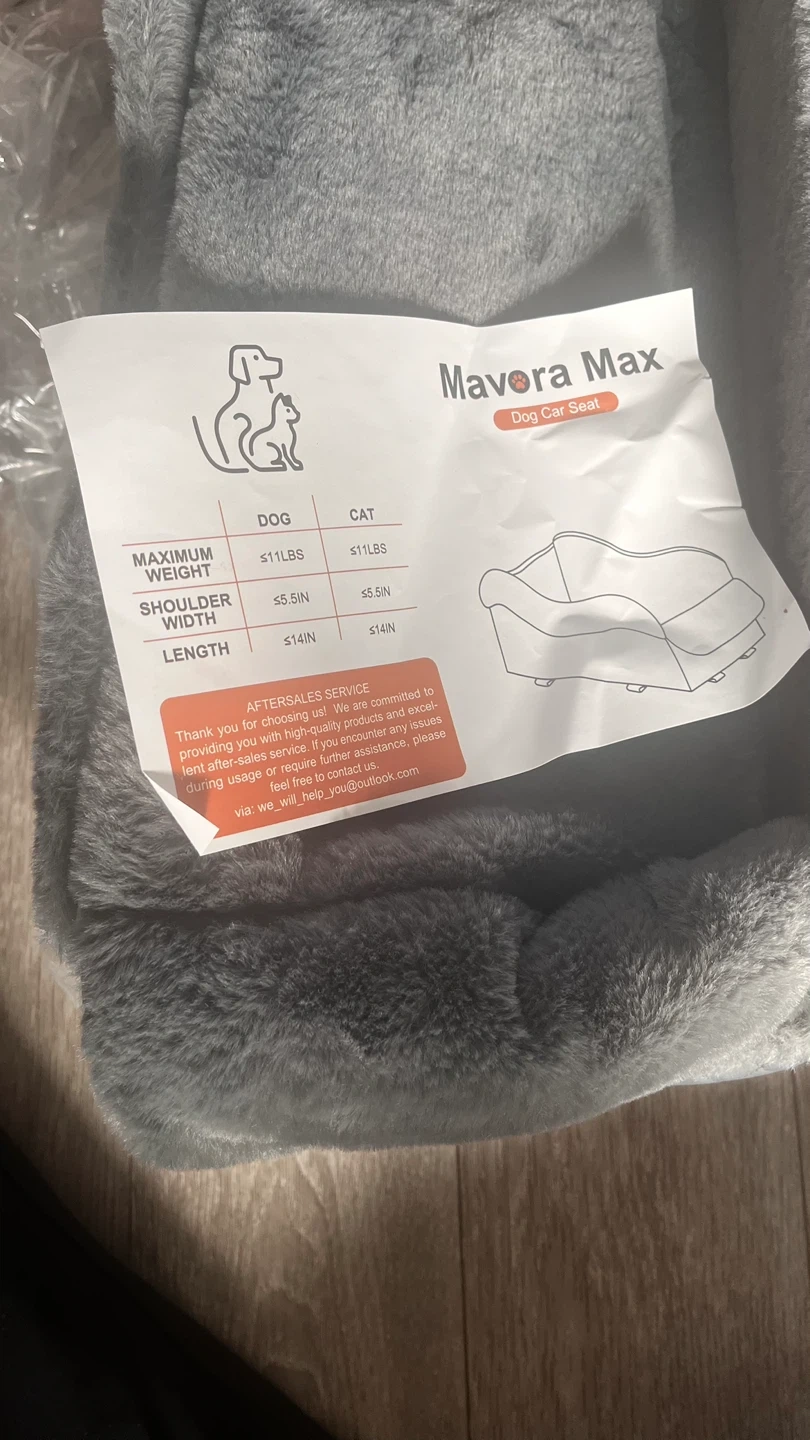 Mavora Max
Dog Car Seat
DOG CAT
MAXIMUM
WEIGHT ≤11LBS ≤11LBS
SHOULDER
WIDTH ≤5.5IN ≤5.5IN
LENGTH ≤14IN ≤14IN
AFTERSALES SERVICE
Thank you for choosing us! We are committed to
providing you with high-quality products and excel-
lent after-sales service. If you encounter any issues
during usage or require further assistance, please
feel free to contact us.
via: we_will_help_you@outlook.com